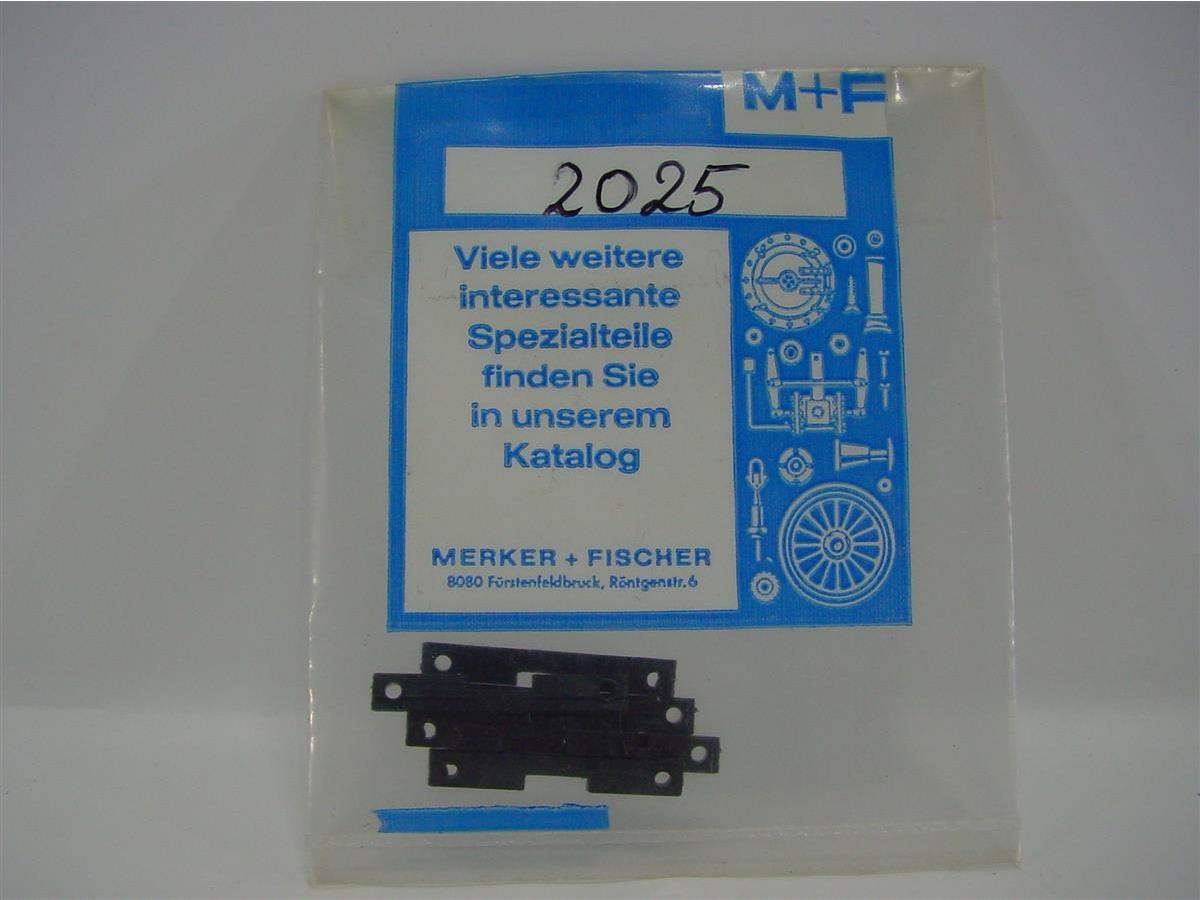 M+F
2025
Viele weitere
interessante
Spezialteile
finden Sie
in unserem
Katalog
MERKER + FISCHER
8080 Fürstenfeldbruck, Röntgenstr. 6